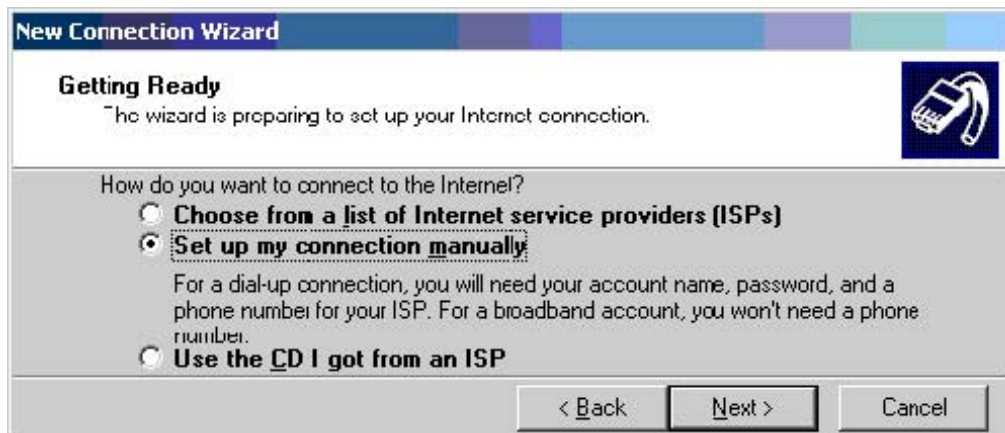 New Connection Wizard
Getting Ready
The wizard is preparing to set up your Internet connection.
How do you want to connect to the Internet?
Choose from a list of Internet service providers (ISPs)
Set up my connection manually
For a dial-up connection, you will need your account name, password, and a
phone number for your ISP. For a broadband account, you won't need a phone
number.
Use the CD I got from an ISP
< Back
Next >
Cancel